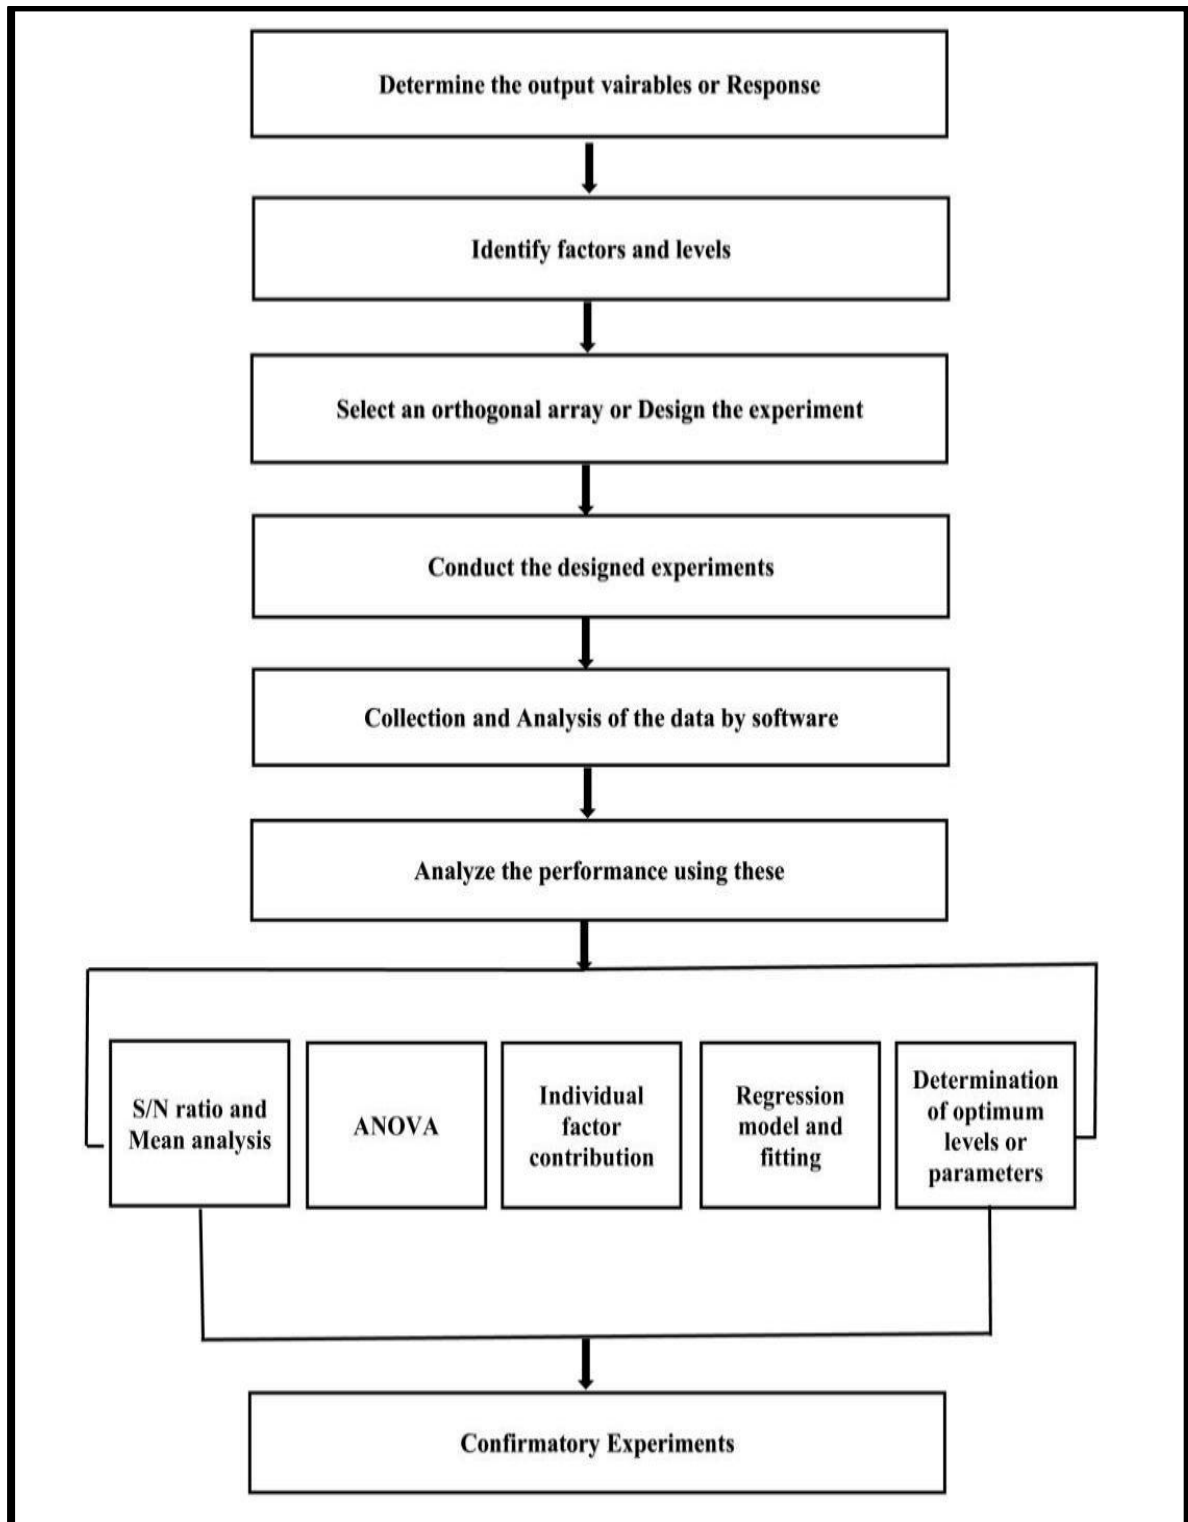 Determine the output vairables or Response
Identify factors and levels
Select an orthogonal array or Design the experiment
Conduct the designed experiments
Collection and Analysis of the data by software
Analyze the performance using these
S/N ratio and
Mean analysis
ANOVA
Individual
factor
contribution
Regression
model and
fitting
Determination
of optimum
levels or
parameters
Confirmatory Experiments